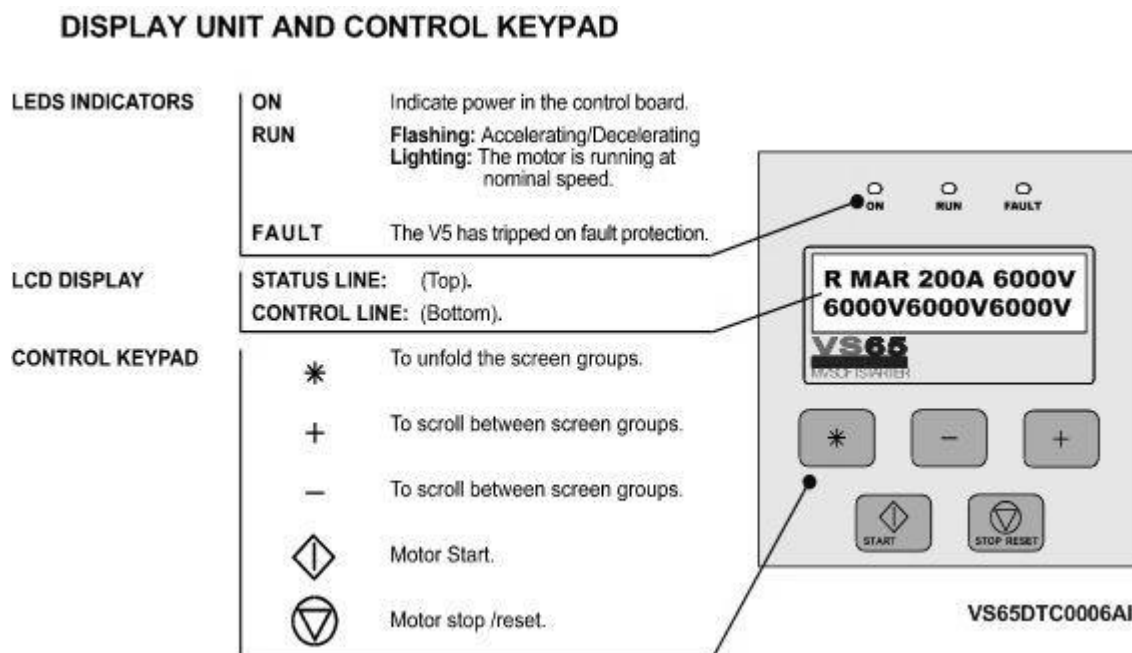 DISPLAY UNIT AND CONTROL KEYPAD
LEDS INDICATORS
ON Indicate power in the control board.
RUN Flashing: Accelerating/Decelerating
Lighting: The motor is running at
nominal speed.
FAULT The V5 has tripped on fault protection.
LCD DISPLAY
STATUS LINE: (Top).
CONTROL LINE: (Bottom).
CONTROL KEYPAD
* To unfold the screen groups.
+ To scroll between screen groups.
− To scroll between screen groups.
Motor Start.
Motor stop /reset.
ON RUN FAULT
R MAR 200A 6000V
6000V6000V6000V
VS65
MVSOFTSTARTER
* − +
START STOP RESET
VS65DTC0006AI